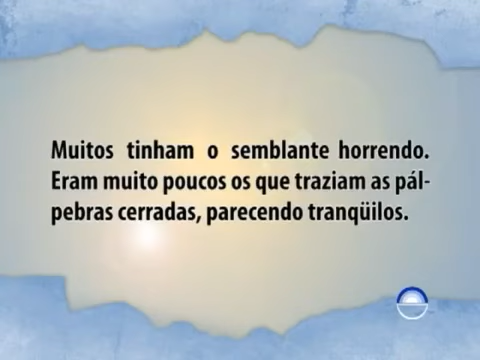 Muitos tinham o semblante horrendo.
Eram muito poucos os que traziam as pál-
pebras cerradas, parecendo tranqüilos.